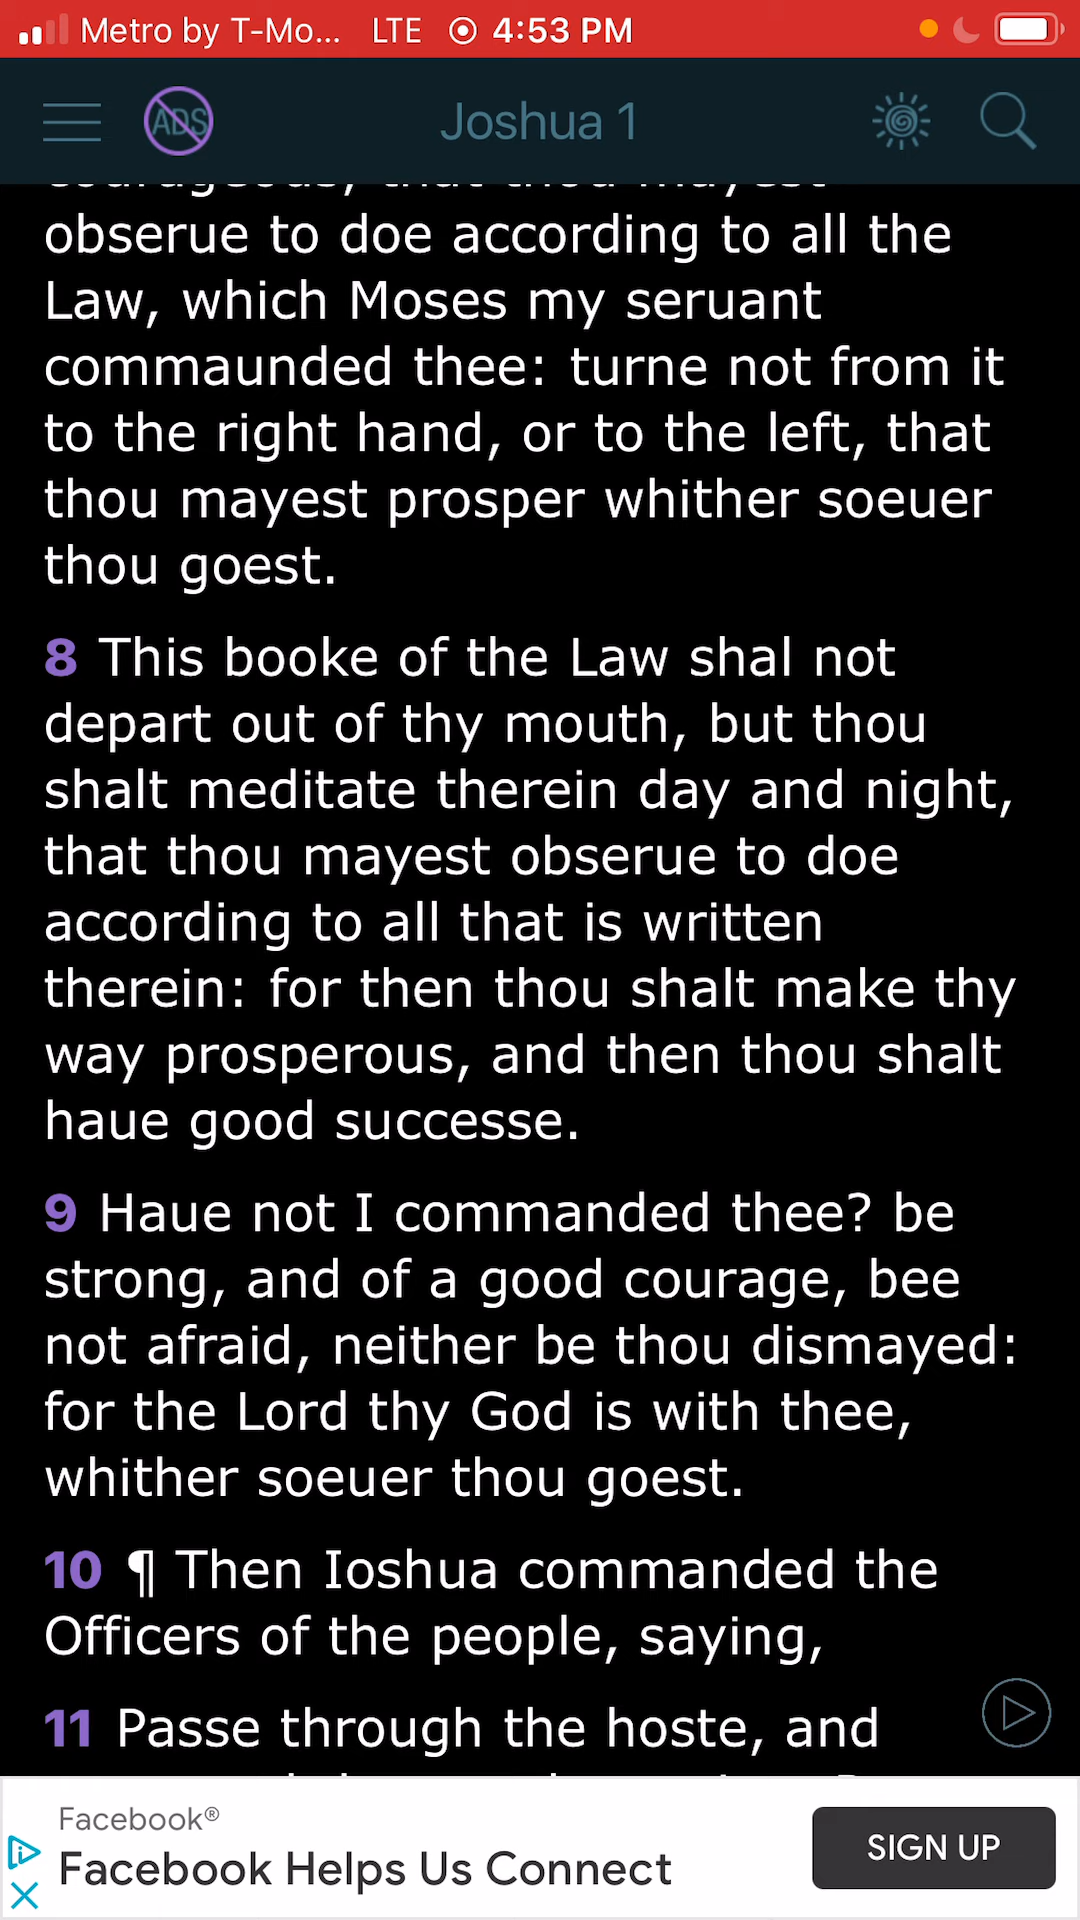 Metro by T-Mo... LTE 4:53 PM
ADS Joshua 1
obserue to doe according to all the
Law, which Moses my seruant
commaunded thee: turne not from it
to the right hand, or to the left, that
thou mayest prosper whither soeuer
thou goest.
8 This booke of the Law shal not
depart out of thy mouth, but thou
shalt meditate therein day and night,
that thou mayest obserue to doe
according to all that is written
therein: for then thou shalt make thy
way prosperous, and then thou shalt
haue good successe.
9 Haue not I commanded thee? be
strong, and of a good courage, bee
not afraid, neither be thou dismayed:
for the Lord thy God is with thee,
whither soeuer thou goest.
10 ¶ Then Ioshua commanded the
Officers of the people, saying,
11 Passe through the hoste, and
Facebook®
Facebook Helps Us Connect
SIGN UP